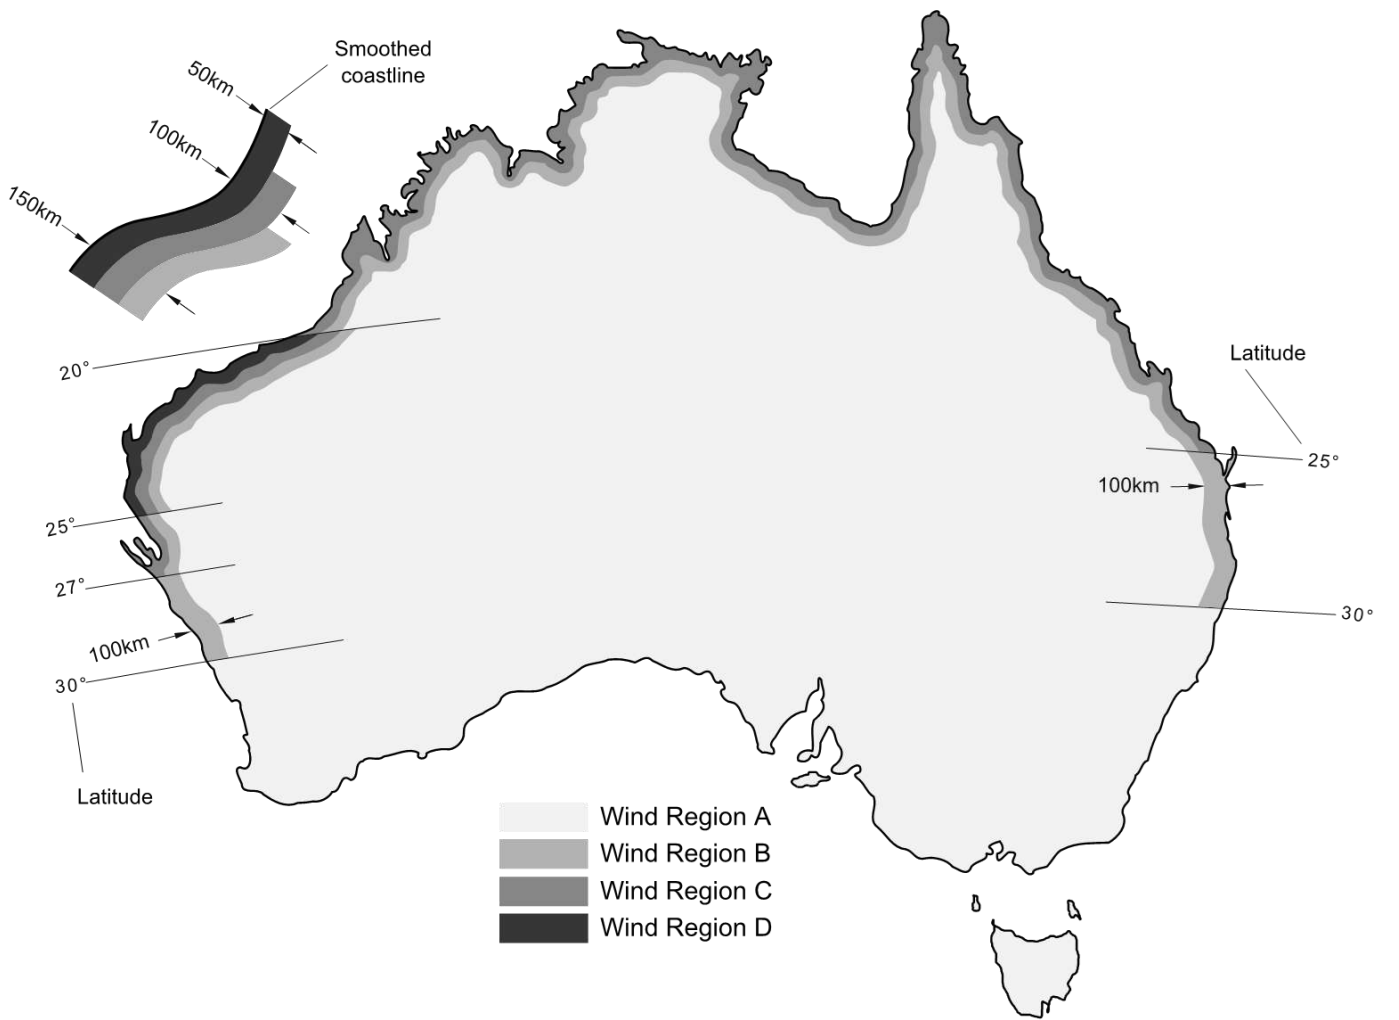 Smoothed
coastline
50km
100km
150km
20°
Latitude
25°
100km
25°
27°
100km
30°
30°
Latitude
Wind Region A
Wind Region B
Wind Region C
Wind Region D